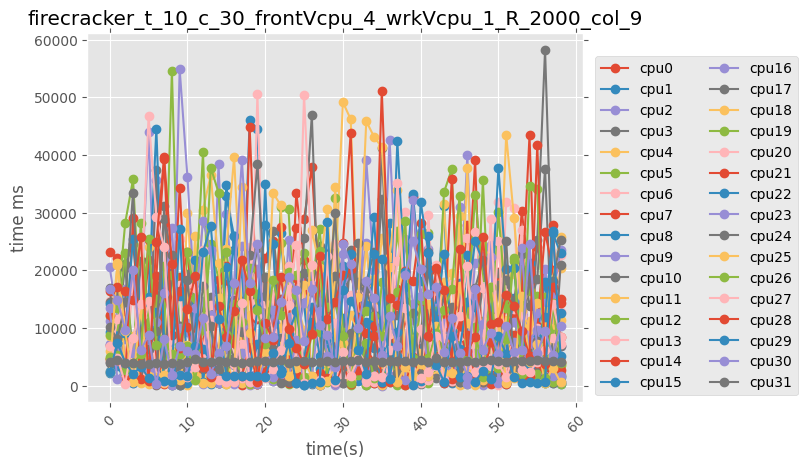 firecracker_t_10_c_30_frontVcpu_4_wrkVcpu_1_R_2000_col_9
60000
50000
40000
30000
20000
10000
0
time ms
0
10
20
30
40
50
60
time(s)
cpu0
cpu1
cpu2
cpu3
cpu4
cpu5
cpu6
cpu7
cpu8
cpu9
cpu10
cpu11
cpu12
cpu13
cpu14
cpu15
cpu16
cpu17
cpu18
cpu19
cpu20
cpu21
cpu22
cpu23
cpu24
cpu25
cpu26
cpu27
cpu28
cpu29
cpu30
cpu31